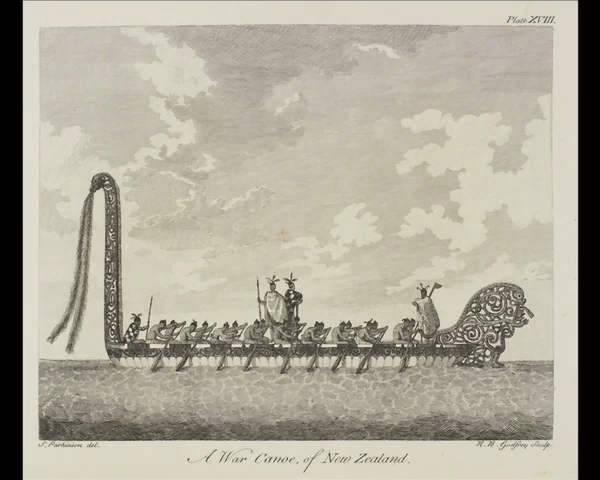 Plate XVIII.
S. Parkinson del.
R. B. Godfrey Sculp.
A War Canoe, of New Zealand.